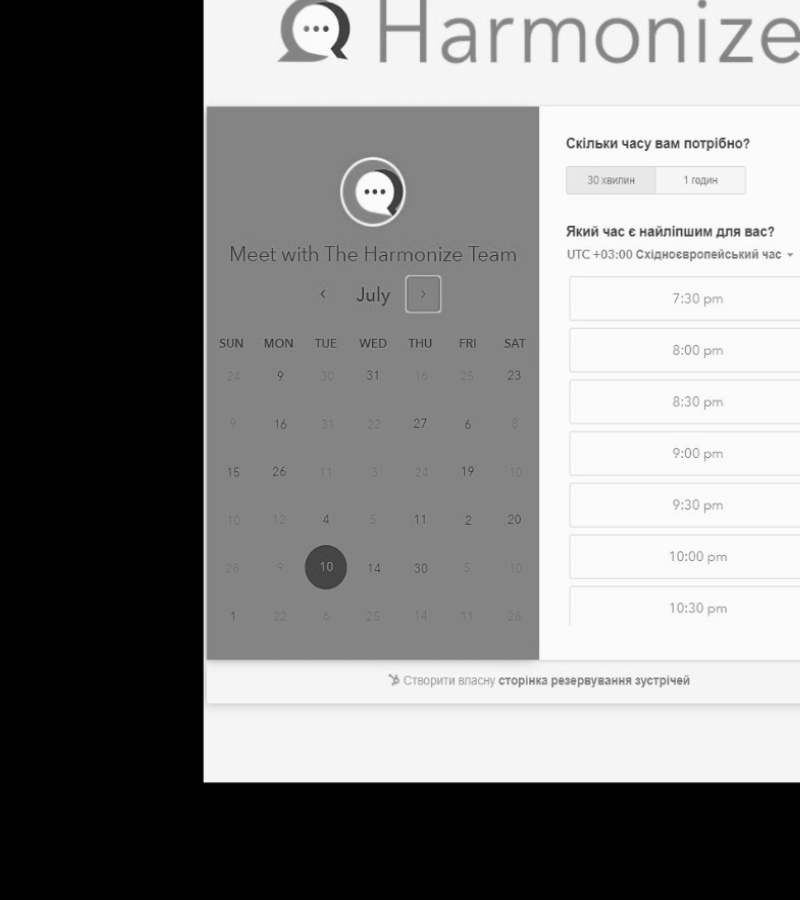 Harmonize
Meet with The Harmonize Team
July
SUN MON TUE WED THU FRI SAT
24 9 30 31 16 25 23
9 16 31 22 27 6 8
15 26 11 3 24 19 10
10 12 4 5 11 2 20
26 9 10 14 30 5 10
1 22 6 25 14 11 28
Скільки часу вам потрібно?
30 хвилин 1 годин
Який час є найліпшим для вас?
UTC +03:00 Східноєвропейський час
7:30 pm
8:00 pm
8:30 pm
9:00 pm
9:30 pm
10:00 pm
10:30 pm
Створити власну сторінка резервування зустрічей